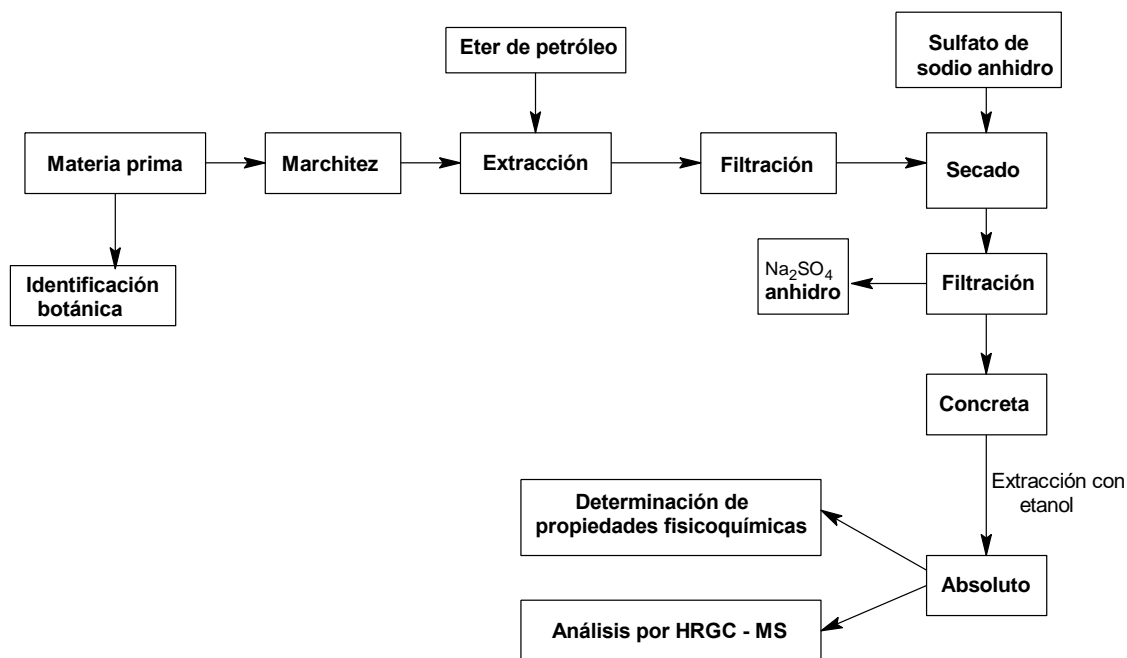 Eter de petróleo
Sulfato de
sodio anhidro
Materia prima
Marchitez
Extracción
Filtración
Secado
Identificación
botánica
Na₂SO₄
anhidro
Filtración
Concreta
Extracción con
etanol
Determinación de
propiedades fisicoquímicas
Absoluto
Análisis por HRGC - MS